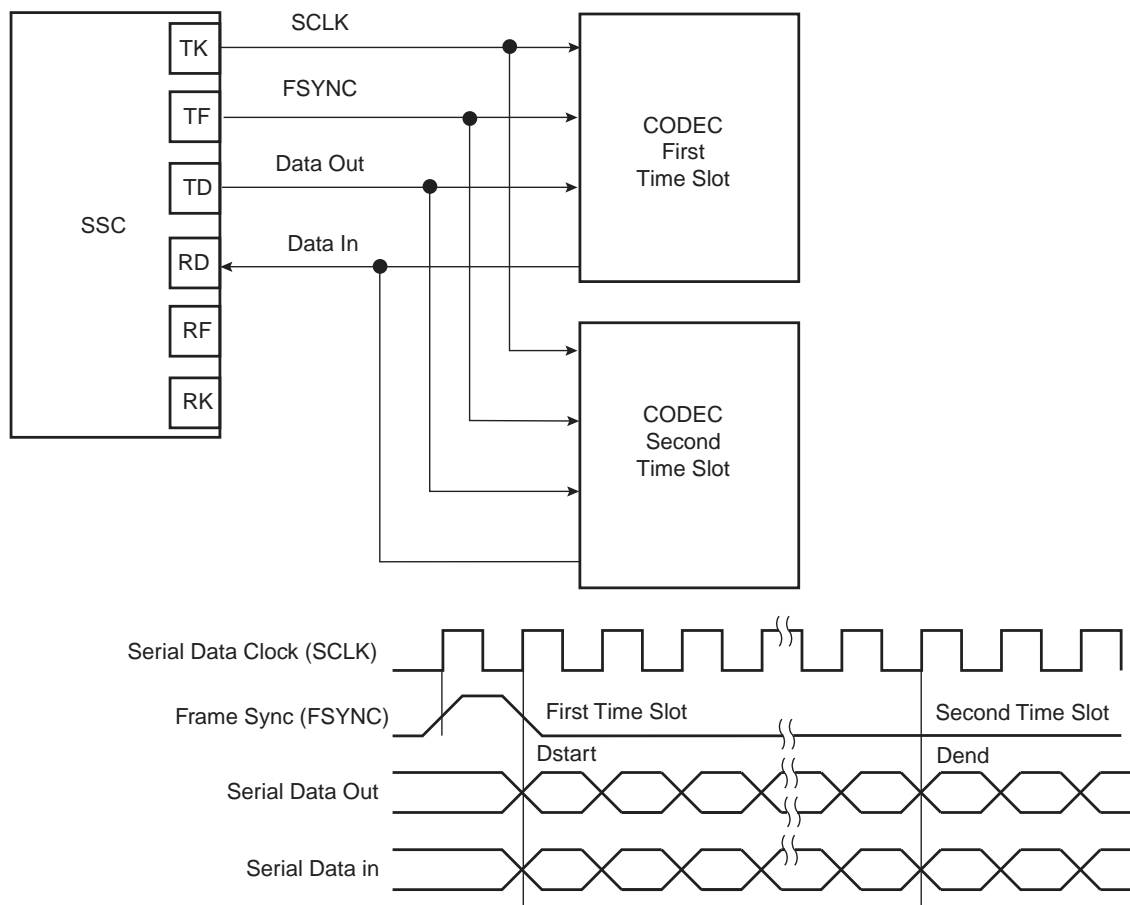 SSC
TK
TF
TD
RD
RF
RK
SCLK
FSYNC
Data Out
Data In
CODEC
First
Time Slot
CODEC
Second
Time Slot
Serial Data Clock (SCLK)
Frame Sync (FSYNC)
First Time Slot
Second Time Slot
Dstart
Dend
Serial Data Out
Serial Data in